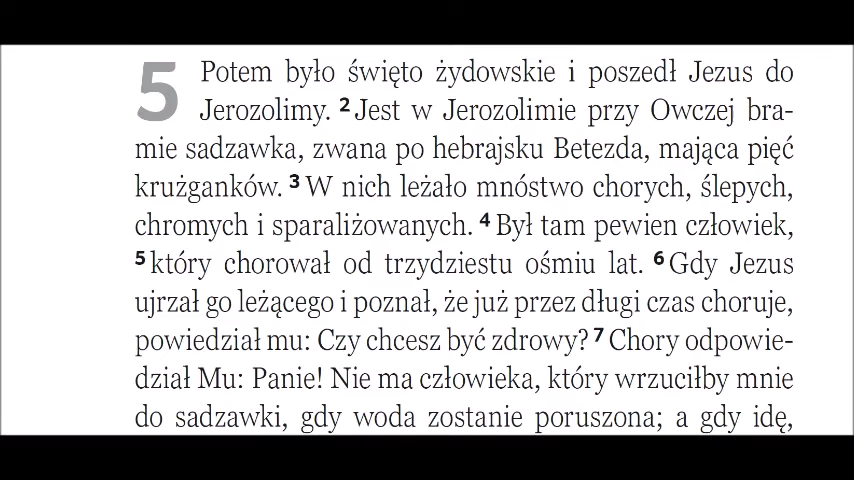 5 Potem było święto żydowskie i poszedł Jezus do
Jerozolimy. 2 Jest w Jerozolimie przy Owczej bra-
mie sadzawka, zwana po hebrajsku Betezda, mająca pięć
krużganków. 3 W nich leżało mnóstwo chorych, ślepych,
chromych i sparaliżowanych. 4 Był tam pewien człowiek,
5 który chorował od trzydziestu ośmiu lat. 6 Gdy Jezus
ujrzał go leżącego i poznał, że już przez długi czas choruje,
powiedział mu: Czy chcesz być zdrowy? 7 Chory odpowie-
dział Mu: Panie! Nie ma człowieka, który wrzuciłby mnie
do sadzawki, gdy woda zostanie poruszona; a gdy idę,